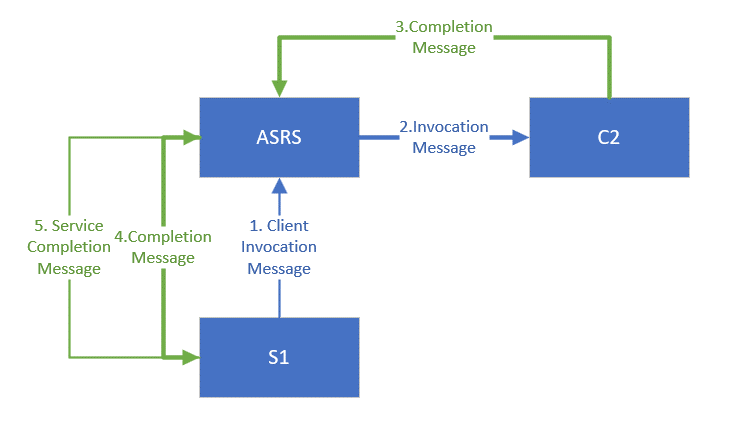 3.Completion
Message
ASRS
2.Invocation
Message
C2
5. Service
Completion
Message
4.Completion
Message
1. Client
Invocation
Message
S1